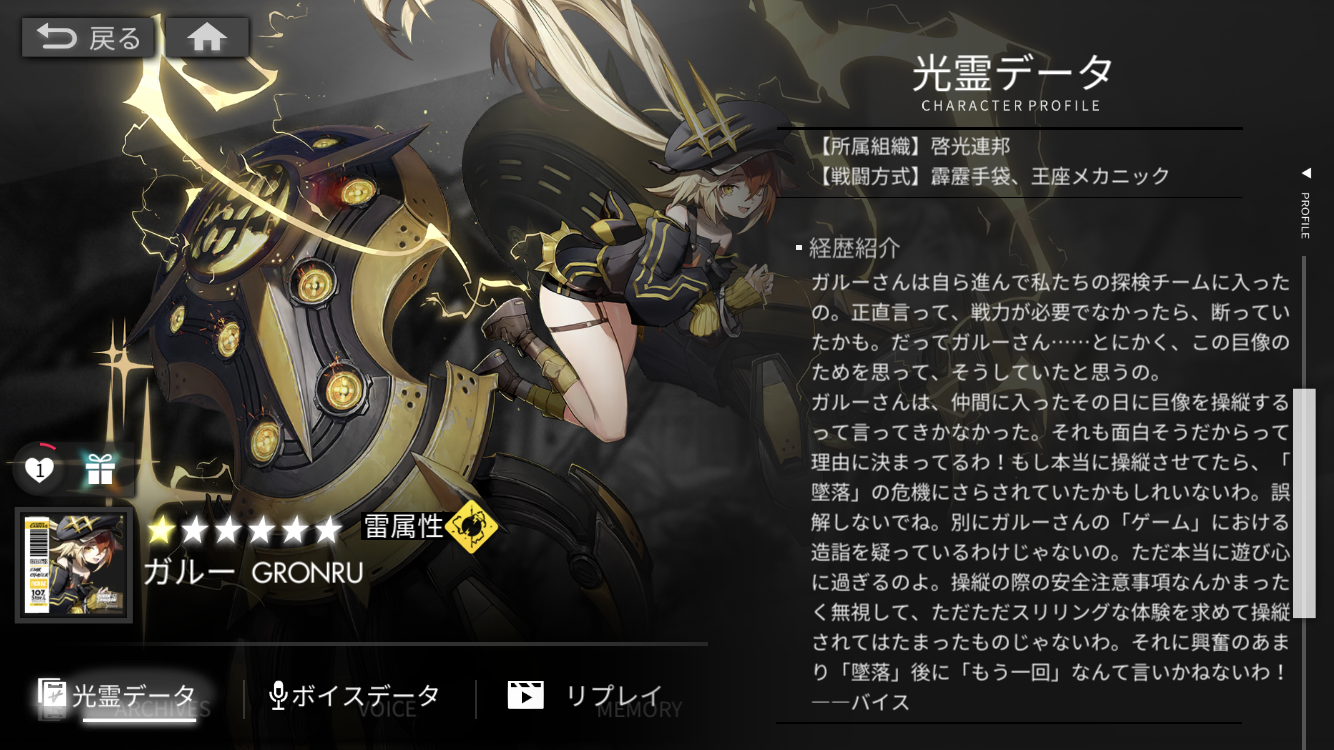 戻る
光霊データ
CHARACTER PROFILE
【所属組織】啓光連邦
【戦闘方式】霹靂手袋、王座メカニック
PROFILE
経歴紹介
ガルーさんは自ら進んで私たちの探検チームに入った
の。正直言って、戦力が必要でなかったら、断ってい
たかも。だってガルーさん……とにかく、この巨像の
ためを思って、そうしていたと思うの。
ガルーさんは、仲間に入ったその日に巨像を操縦する
って言ってきかなかった。それも面白そうだからって
理由に決まってるわ！もし本当に操縦させてたら、「
墜落」の危機にさらされていたかもしれいないわ。誤
解しないでね。別にガルーさんの「ゲーム」における
造詣を疑っているわけじゃないの。ただ本当に遊び心
に過ぎるのよ。操縦の際の安全注意事項なんかまった
く無視して、ただただスリリングな体験を求めて操縦
されてはたまったものじゃないわ。それに興奮のあま
り「墜落」後に「もう一回」なんて言いかねないわ！
——バイス
1
雷属性
ガルー GRONRU
107
光霊データ
ARCHIVES
ボイスデータ
VOICE
リプレイ
MEMORY